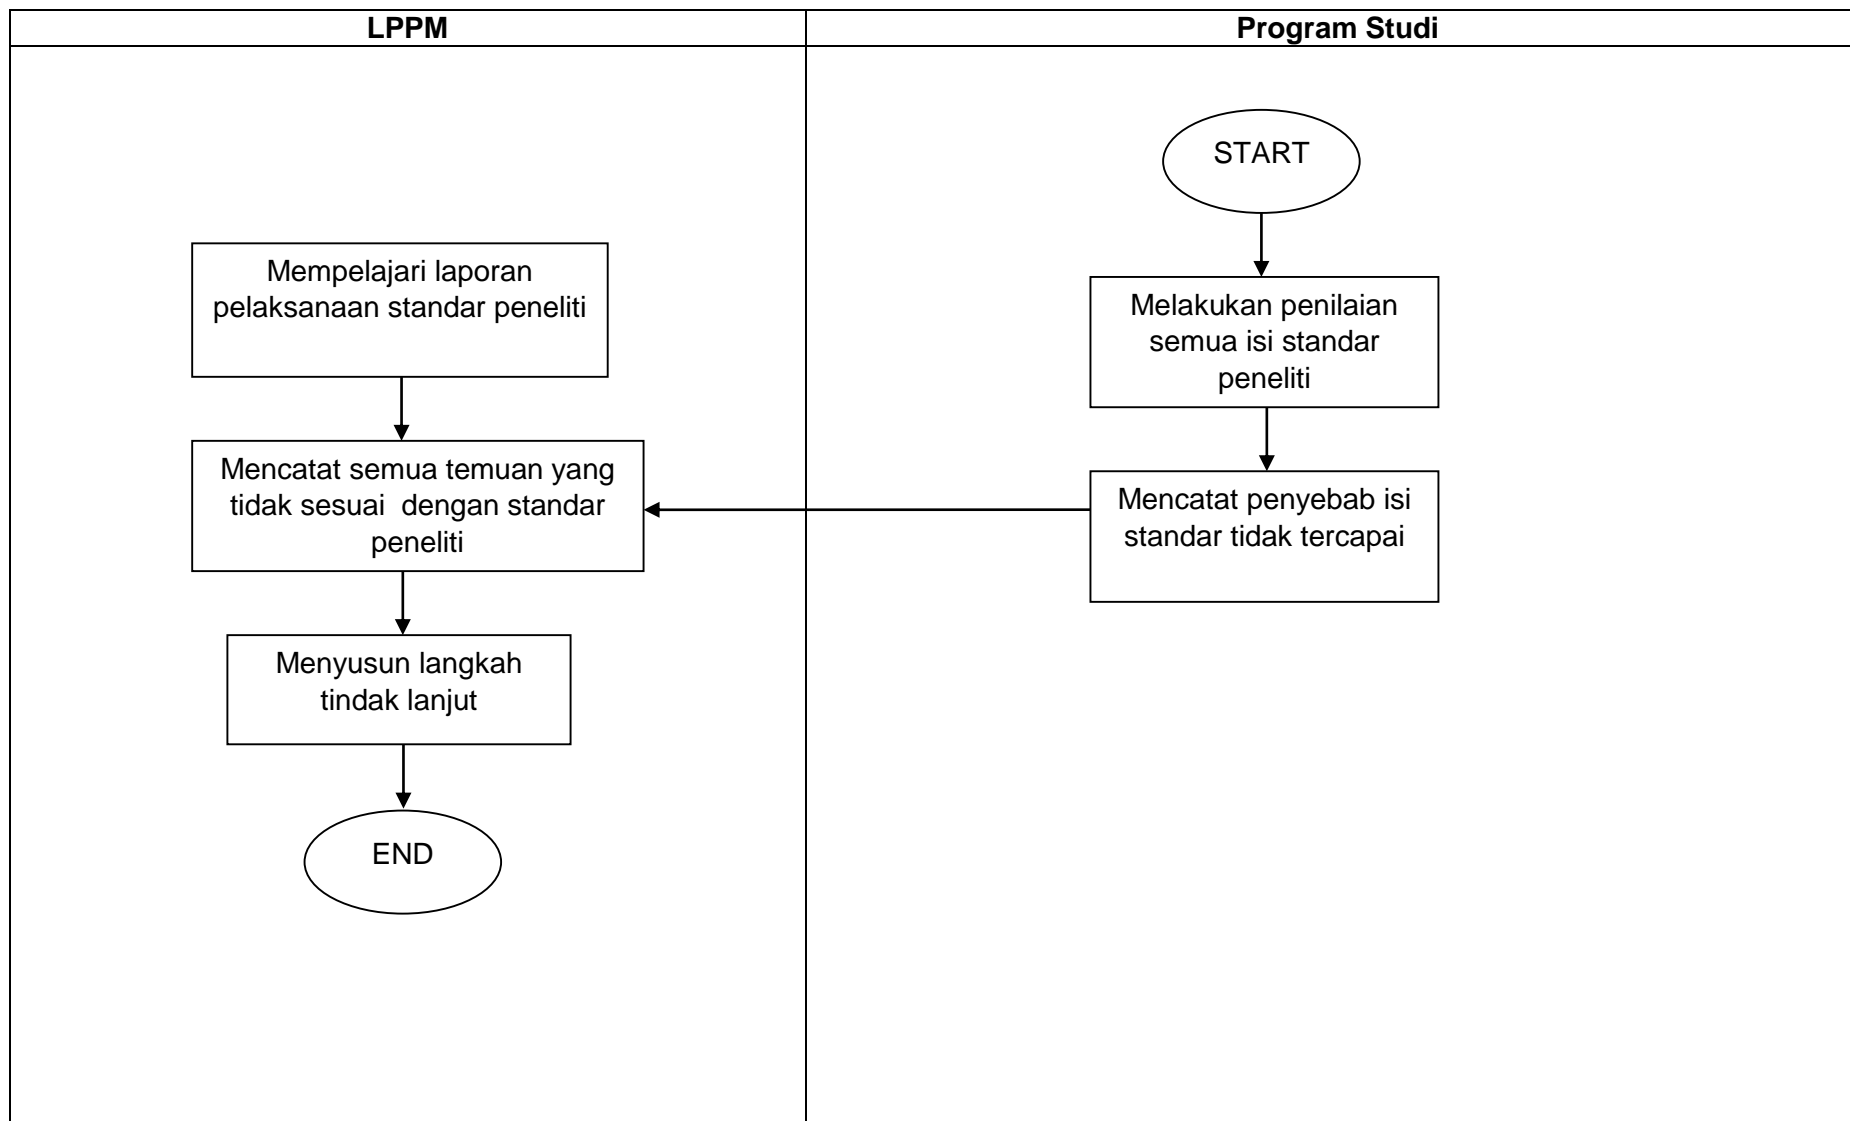 LPPM
Program Studi
START
Mempelajari laporan
pelaksanaan standar peneliti
Melakukan penilaian
semua isi standar
peneliti
Mencatat semua temuan yang
tidak sesuai  dengan standar
peneliti
Mencatat penyebab isi
standar tidak tercapai
Menyusun langkah
tindak lanjut
END